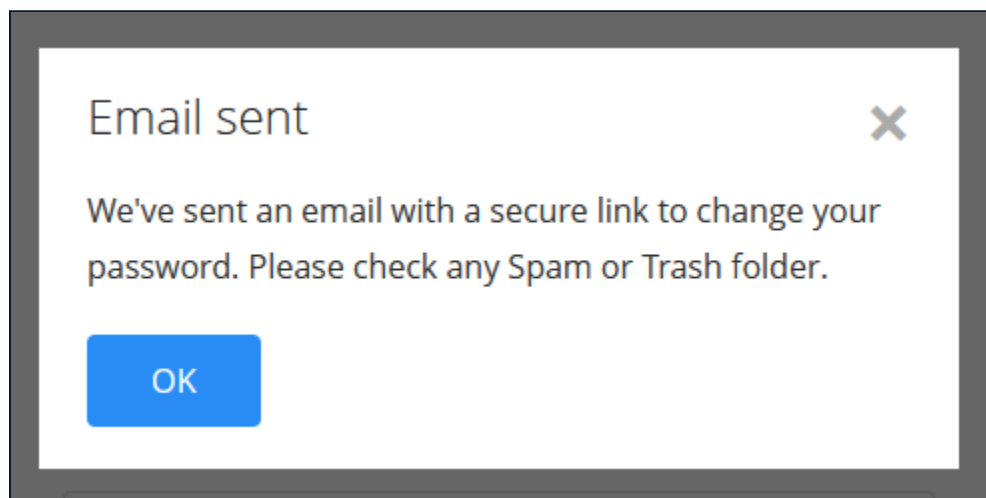 Email sent
We've sent an email with a secure link to change your
password. Please check any Spam or Trash folder.
OK